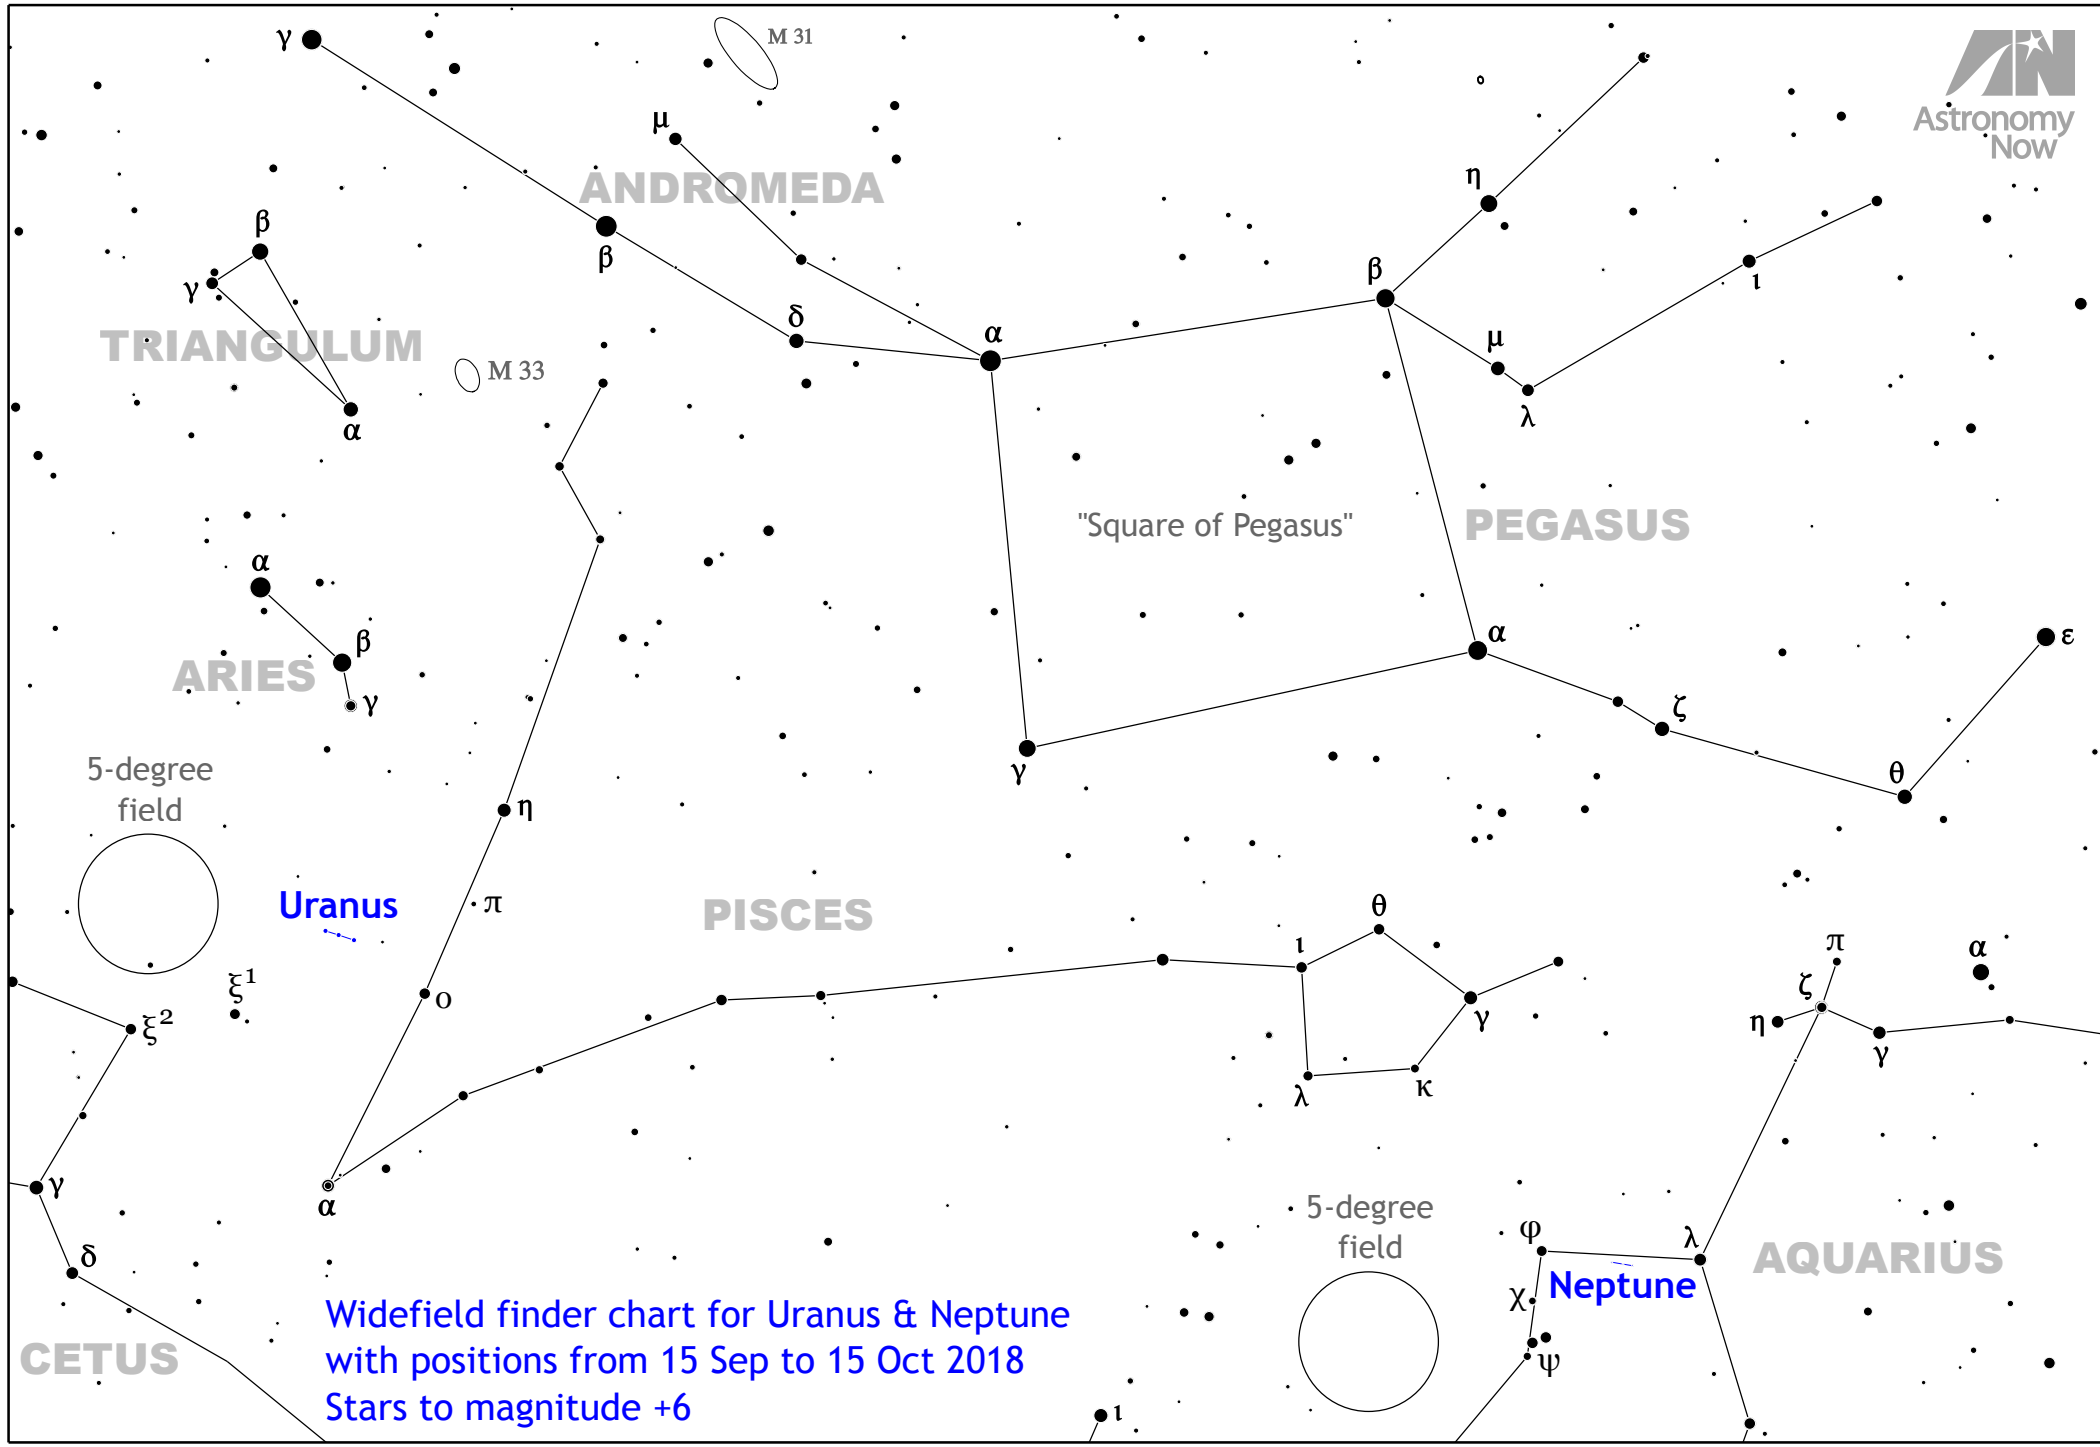 γ
M 31
Astronomy
Now
μ
ANDROMEDA
η
β
β
β
ι
γ
δ
α
μ
TRIANGULUM
M 33
λ
α
"Square of Pegasus"
PEGASUS
α
β
α
ε
ARIES
γ
ζ
γ
θ
5-degree
field
η
Uranus
π
PISCES
θ
ι
π
α
ξ¹
ο
ζ
ξ²
γ
η
γ
λ
κ
γ
α
5-degree
field
φ
λ
AQUARIUS
δ
Neptune
χ
Widefield finder chart for Uranus & Neptune
with positions from 15 Sep to 15 Oct 2018
Stars to magnitude +6
CETUS
ψ
ι